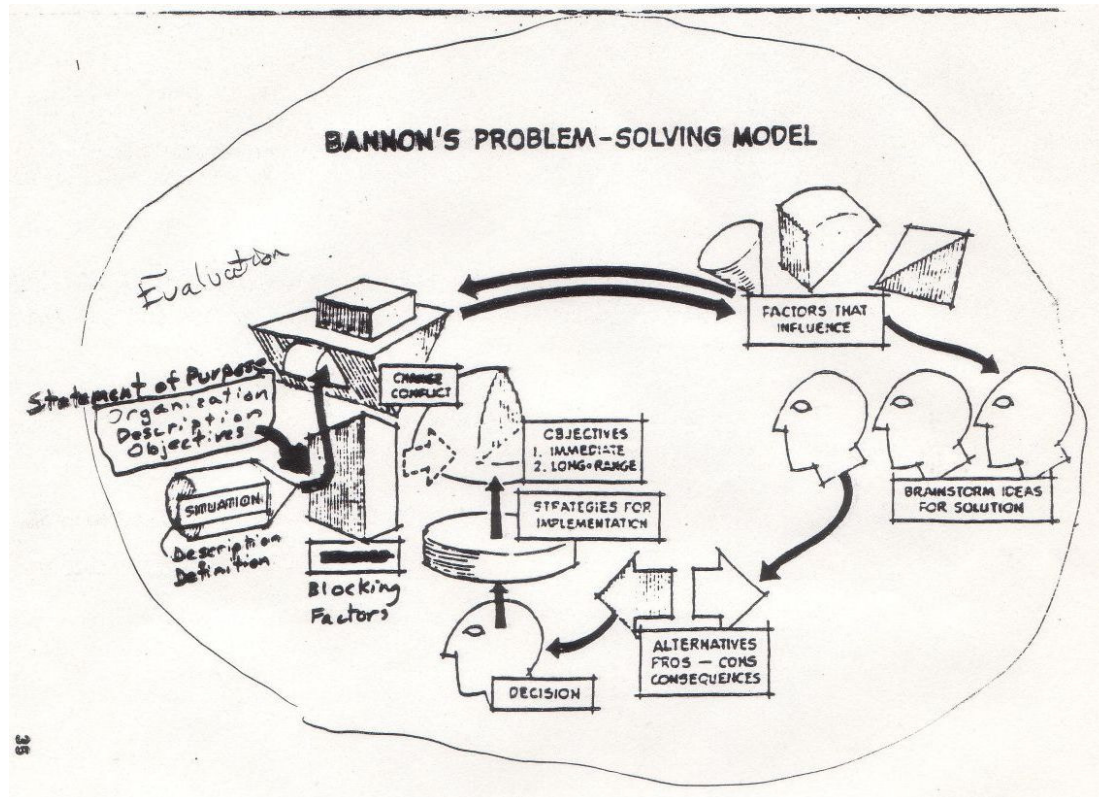 BANNON'S PROBLEM-SOLVING MODEL
Evaluation
FACTORS THAT
INFLUENCE
CHANGE
CONFLICT
Statement of Purpose
Organization
Description
Objectives
OBJECTIVES
1. IMMEDIATE
2. LONG-RANGE
SITUATION
Description
Definition
STRATEGIES FOR
IMPLEMENTATION
BRAINSTORM IDEAS
FOR SOLUTION
Blocking
Factors
ALTERNATIVES
PROS — CONS
CONSEQUENCES
DECISION
35